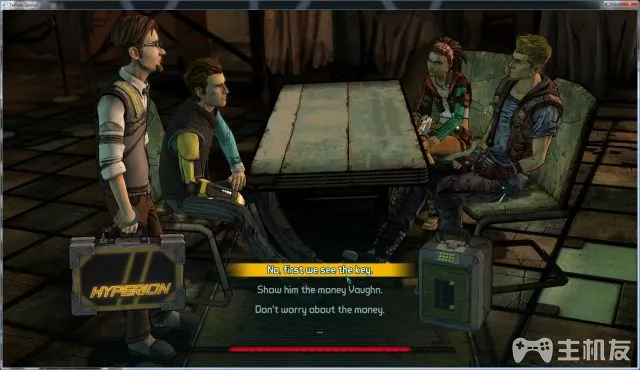 Telltale Games
HYPERION
No, first we see the key.
Show him the money Vaughn.
Don't worry about the money.
...
主机友